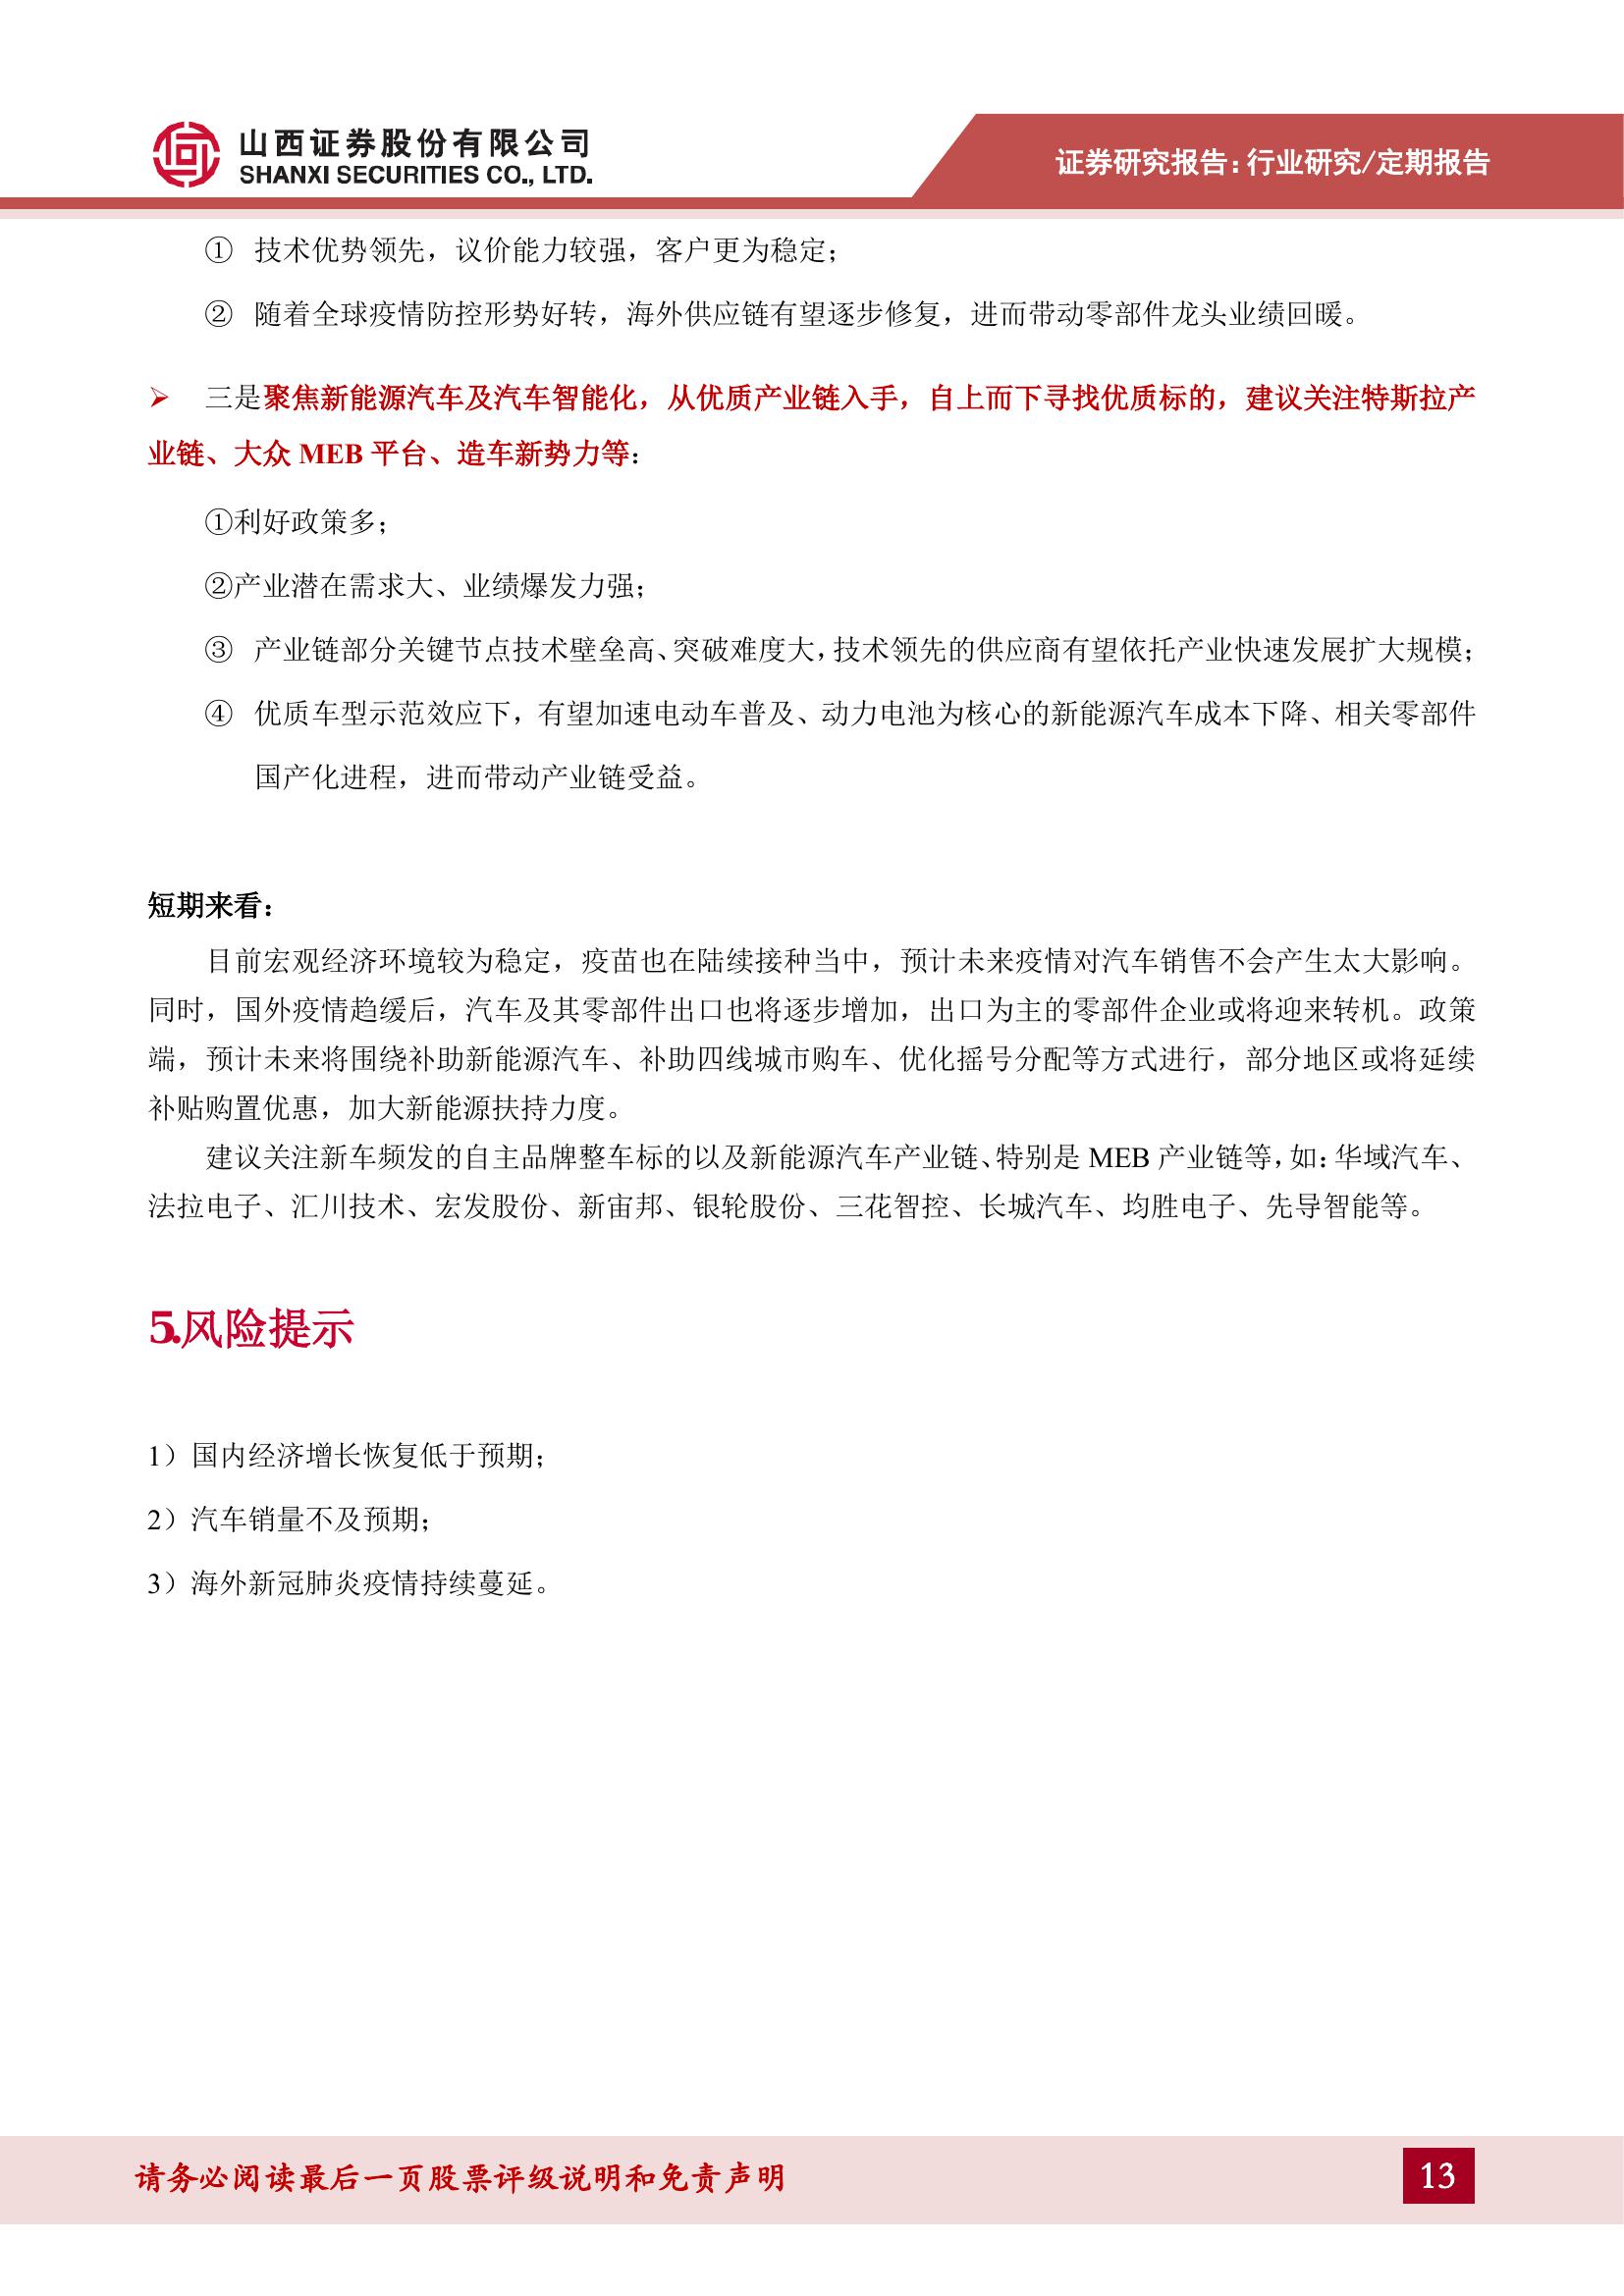 山西证券股份有限公司
SHANXI SECURITIES CO., LTD.
证券研究报告：行业研究/定期报告
① 技术优势领先，议价能力较强，客户更为稳定；
② 随着全球疫情防控形势好转，海外供应链有望逐步修复，进而带动零部件龙头业绩回暖。
➢ 三是聚焦新能源汽车及汽车智能化，从优质产业链入手，自上而下寻找优质标的，建议关注特斯拉产
业链、大众 MEB 平台、造车新势力等：
①利好政策多；
②产业潜在需求大、业绩爆发力强；
③ 产业链部分关键节点技术壁垒高、突破难度大，技术领先的供应商有望依托产业快速发展扩大规模；
④ 优质车型示范效应下，有望加速电动车普及、动力电池为核心的新能源汽车成本下降、相关零部件
国产化进程，进而带动产业链受益。
短期来看：
目前宏观经济环境较为稳定，疫苗也在陆续接种当中，预计未来疫情对汽车销售不会产生太大影响。
同时，国外疫情趋缓后，汽车及其零部件出口也将逐步增加，出口为主的零部件企业或将迎来转机。政策
端，预计未来将围绕补助新能源汽车、补助四线城市购车、优化摇号分配等方式进行，部分地区或将延续
补贴购置优惠，加大新能源扶持力度。
建议关注新车频发的自主品牌整车标的以及新能源汽车产业链、特别是 MEB 产业链等，如：华域汽车、
法拉电子、汇川技术、宏发股份、新宙邦、银轮股份、三花智控、长城汽车、均胜电子、先导智能等。
5.风险提示
1）国内经济增长恢复低于预期；
2）汽车销量不及预期；
3）海外新冠肺炎疫情持续蔓延。
请务必阅读最后一页股票评级说明和免责声明
13